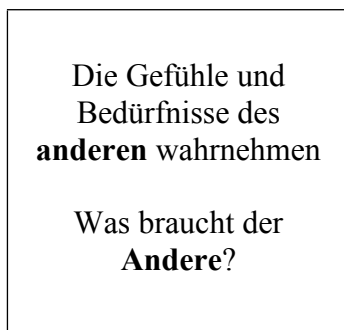 Die Gefühle und
Bedürfnisse des
anderen wahrnehmen
Was braucht der
Andere?